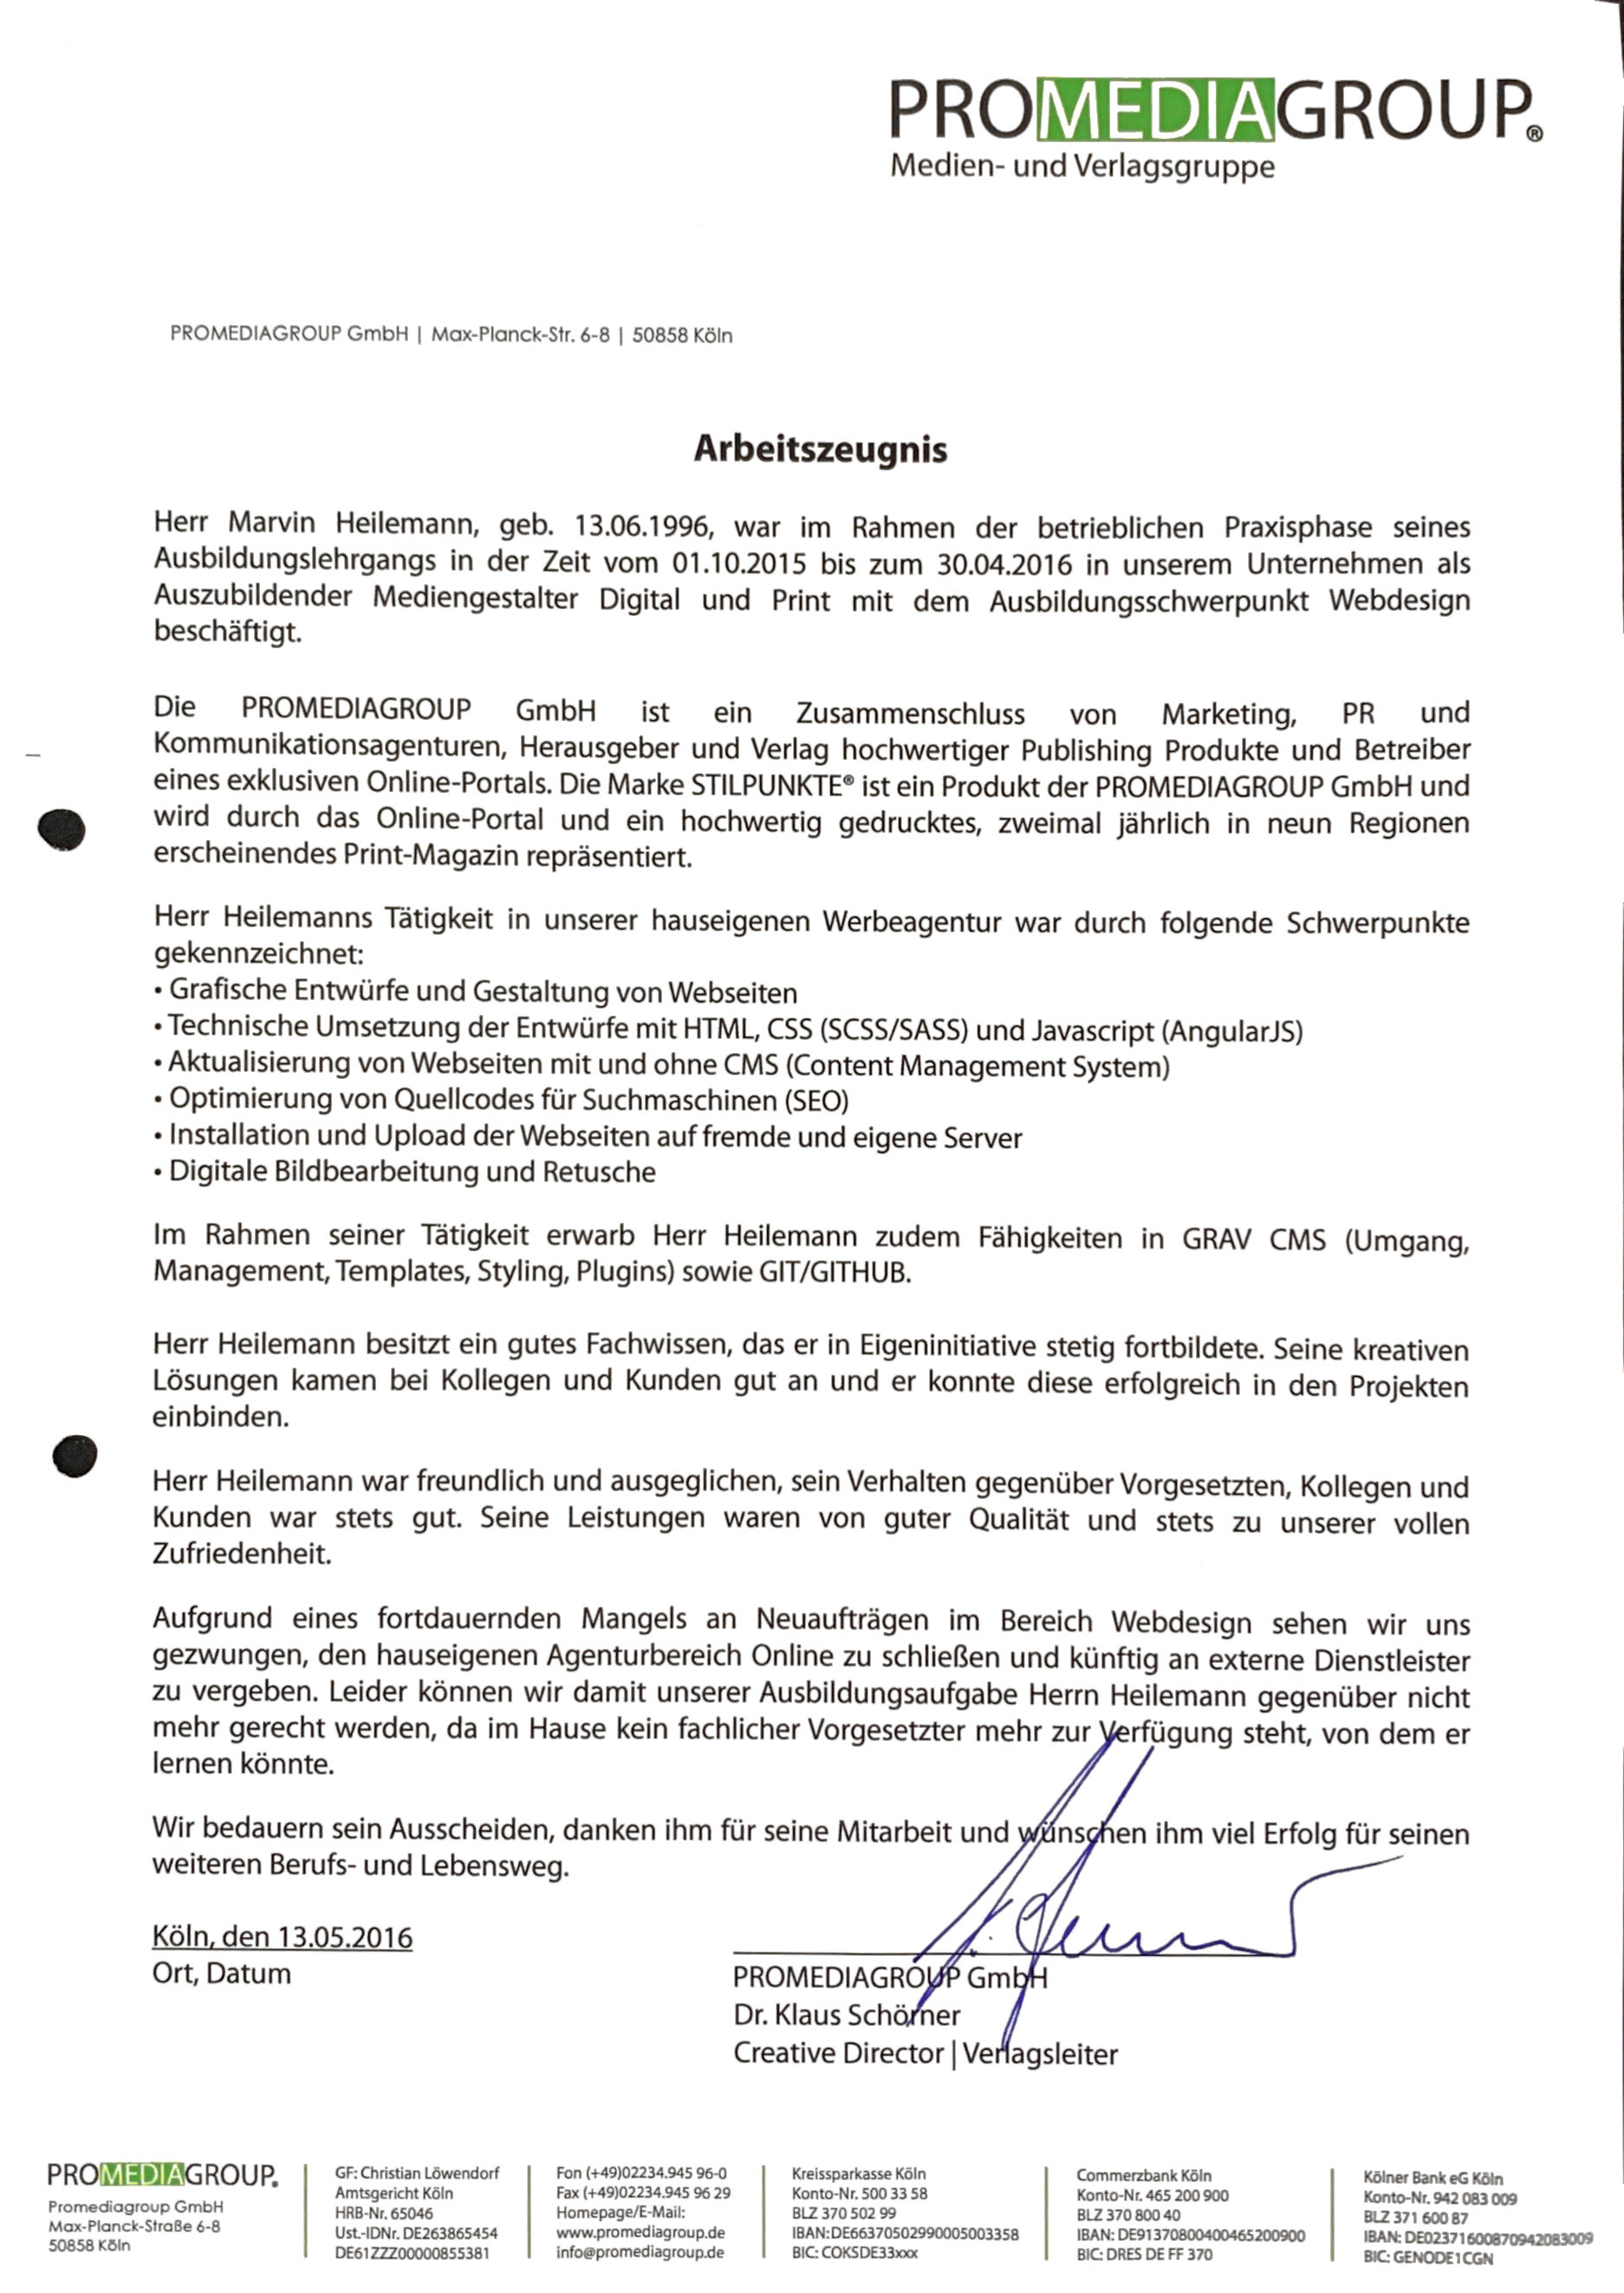 PROMEDIAGROUP®
Medien- und Verlagsgruppe
PROMEDIAGROUP GmbH | Max-Planck-Str. 6-8 | 50858 Köln
Arbeitszeugnis
Herr Marvin Heilemann, geb. 13.06.1996, war im Rahmen der betrieblichen Praxisphase seines
Ausbildungslehrgangs in der Zeit vom 01.10.2015 bis zum 30.04.2016 in unserem Unternehmen als
Auszubildender Mediengestalter Digital und Print mit dem Ausbildungsschwerpunkt Webdesign
beschäftigt.
Die PROMEDIAGROUP GmbH ist ein Zusammenschluss von Marketing, PR und
Kommunikationsagenturen, Herausgeber und Verlag hochwertiger Publishing Produkte und Betreiber
eines exklusiven Online-Portals. Die Marke STILPUNKTE® ist ein Produkt der PROMEDIAGROUP GmbH und
wird durch das Online-Portal und ein hochwertig gedrucktes, zweimal jährlich in neun Regionen
erscheinendes Print-Magazin repräsentiert.
Herr Heilemanns Tätigkeit in unserer hauseigenen Werbeagentur war durch folgende Schwerpunkte
gekennzeichnet:
• Grafische Entwürfe und Gestaltung von Webseiten
• Technische Umsetzung der Entwürfe mit HTML, CSS (SCSS/SASS) und Javascript (AngularJS)
• Aktualisierung von Webseiten mit und ohne CMS (Content Management System)
• Optimierung von Quellcodes für Suchmaschinen (SEO)
• Installation und Upload der Webseiten auf fremde und eigene Server
• Digitale Bildbearbeitung und Retusche
Im Rahmen seiner Tätigkeit erwarb Herr Heilemann zudem Fähigkeiten in GRAV CMS (Umgang,
Management, Templates, Styling, Plugins) sowie GIT/GITHUB.
Herr Heilemann besitzt ein gutes Fachwissen, das er in Eigeninitiative stetig fortbildete. Seine kreativen
Lösungen kamen bei Kollegen und Kunden gut an und er konnte diese erfolgreich in den Projekten
einbinden.
Herr Heilemann war freundlich und ausgeglichen, sein Verhalten gegenüber Vorgesetzten, Kollegen und
Kunden war stets gut. Seine Leistungen waren von guter Qualität und stets zu unserer vollen
Zufriedenheit.
Aufgrund eines fortdauernden Mangels an Neuaufträgen im Bereich Webdesign sehen wir uns
gezwungen, den hauseigenen Agenturbereich Online zu schließen und künftig an externe Dienstleister
zu vergeben. Leider können wir damit unserer Ausbildungsaufgabe Herrn Heilemann gegenüber nicht
mehr gerecht werden, da im Hause kein fachlicher Vorgesetzter mehr zur Verfügung steht, von dem er
lernen könnte.
Wir bedauern sein Ausscheiden, danken ihm für seine Mitarbeit und wünschen ihm viel Erfolg für seinen
weiteren Berufs- und Lebensweg.
Köln, den 13.05.2016
Ort, Datum
PROMEDIAGROUP GmbH
Dr. Klaus Schörner
Creative Director | Verlagsleiter
PROMEDIAGROUP.
Promediagroup GmbH
Max-Planck-Straße 6-8
50858 Köln
GF: Christian Löwendorf
Amtsgericht Köln
HRB-Nr. 65046
Ust.-IDNr. DE263865454
DE61ZZZ00000855381
Fon (+49)02234.945 96-0
Fax (+49)02234.945 96 29
Homepage/E-Mail:
www.promediagroup.de
info@promediagroup.de
Kreissparkasse Köln
Konto-Nr. 500 33 58
BLZ 370 502 99
IBAN:DE66370502990005003358
BIC: COKSDE33xxx
Commerzbank Köln
Konto-Nr. 465 200 900
BLZ 370 800 40
IBAN: DE91370800400465200900
BIC: DRES DE FF 370
Kölner Bank eG Köln
Konto-Nr. 942 083 009
BLZ 371 600 87
IBAN: DE02371600870942083009
BIC: GENODE1CGN